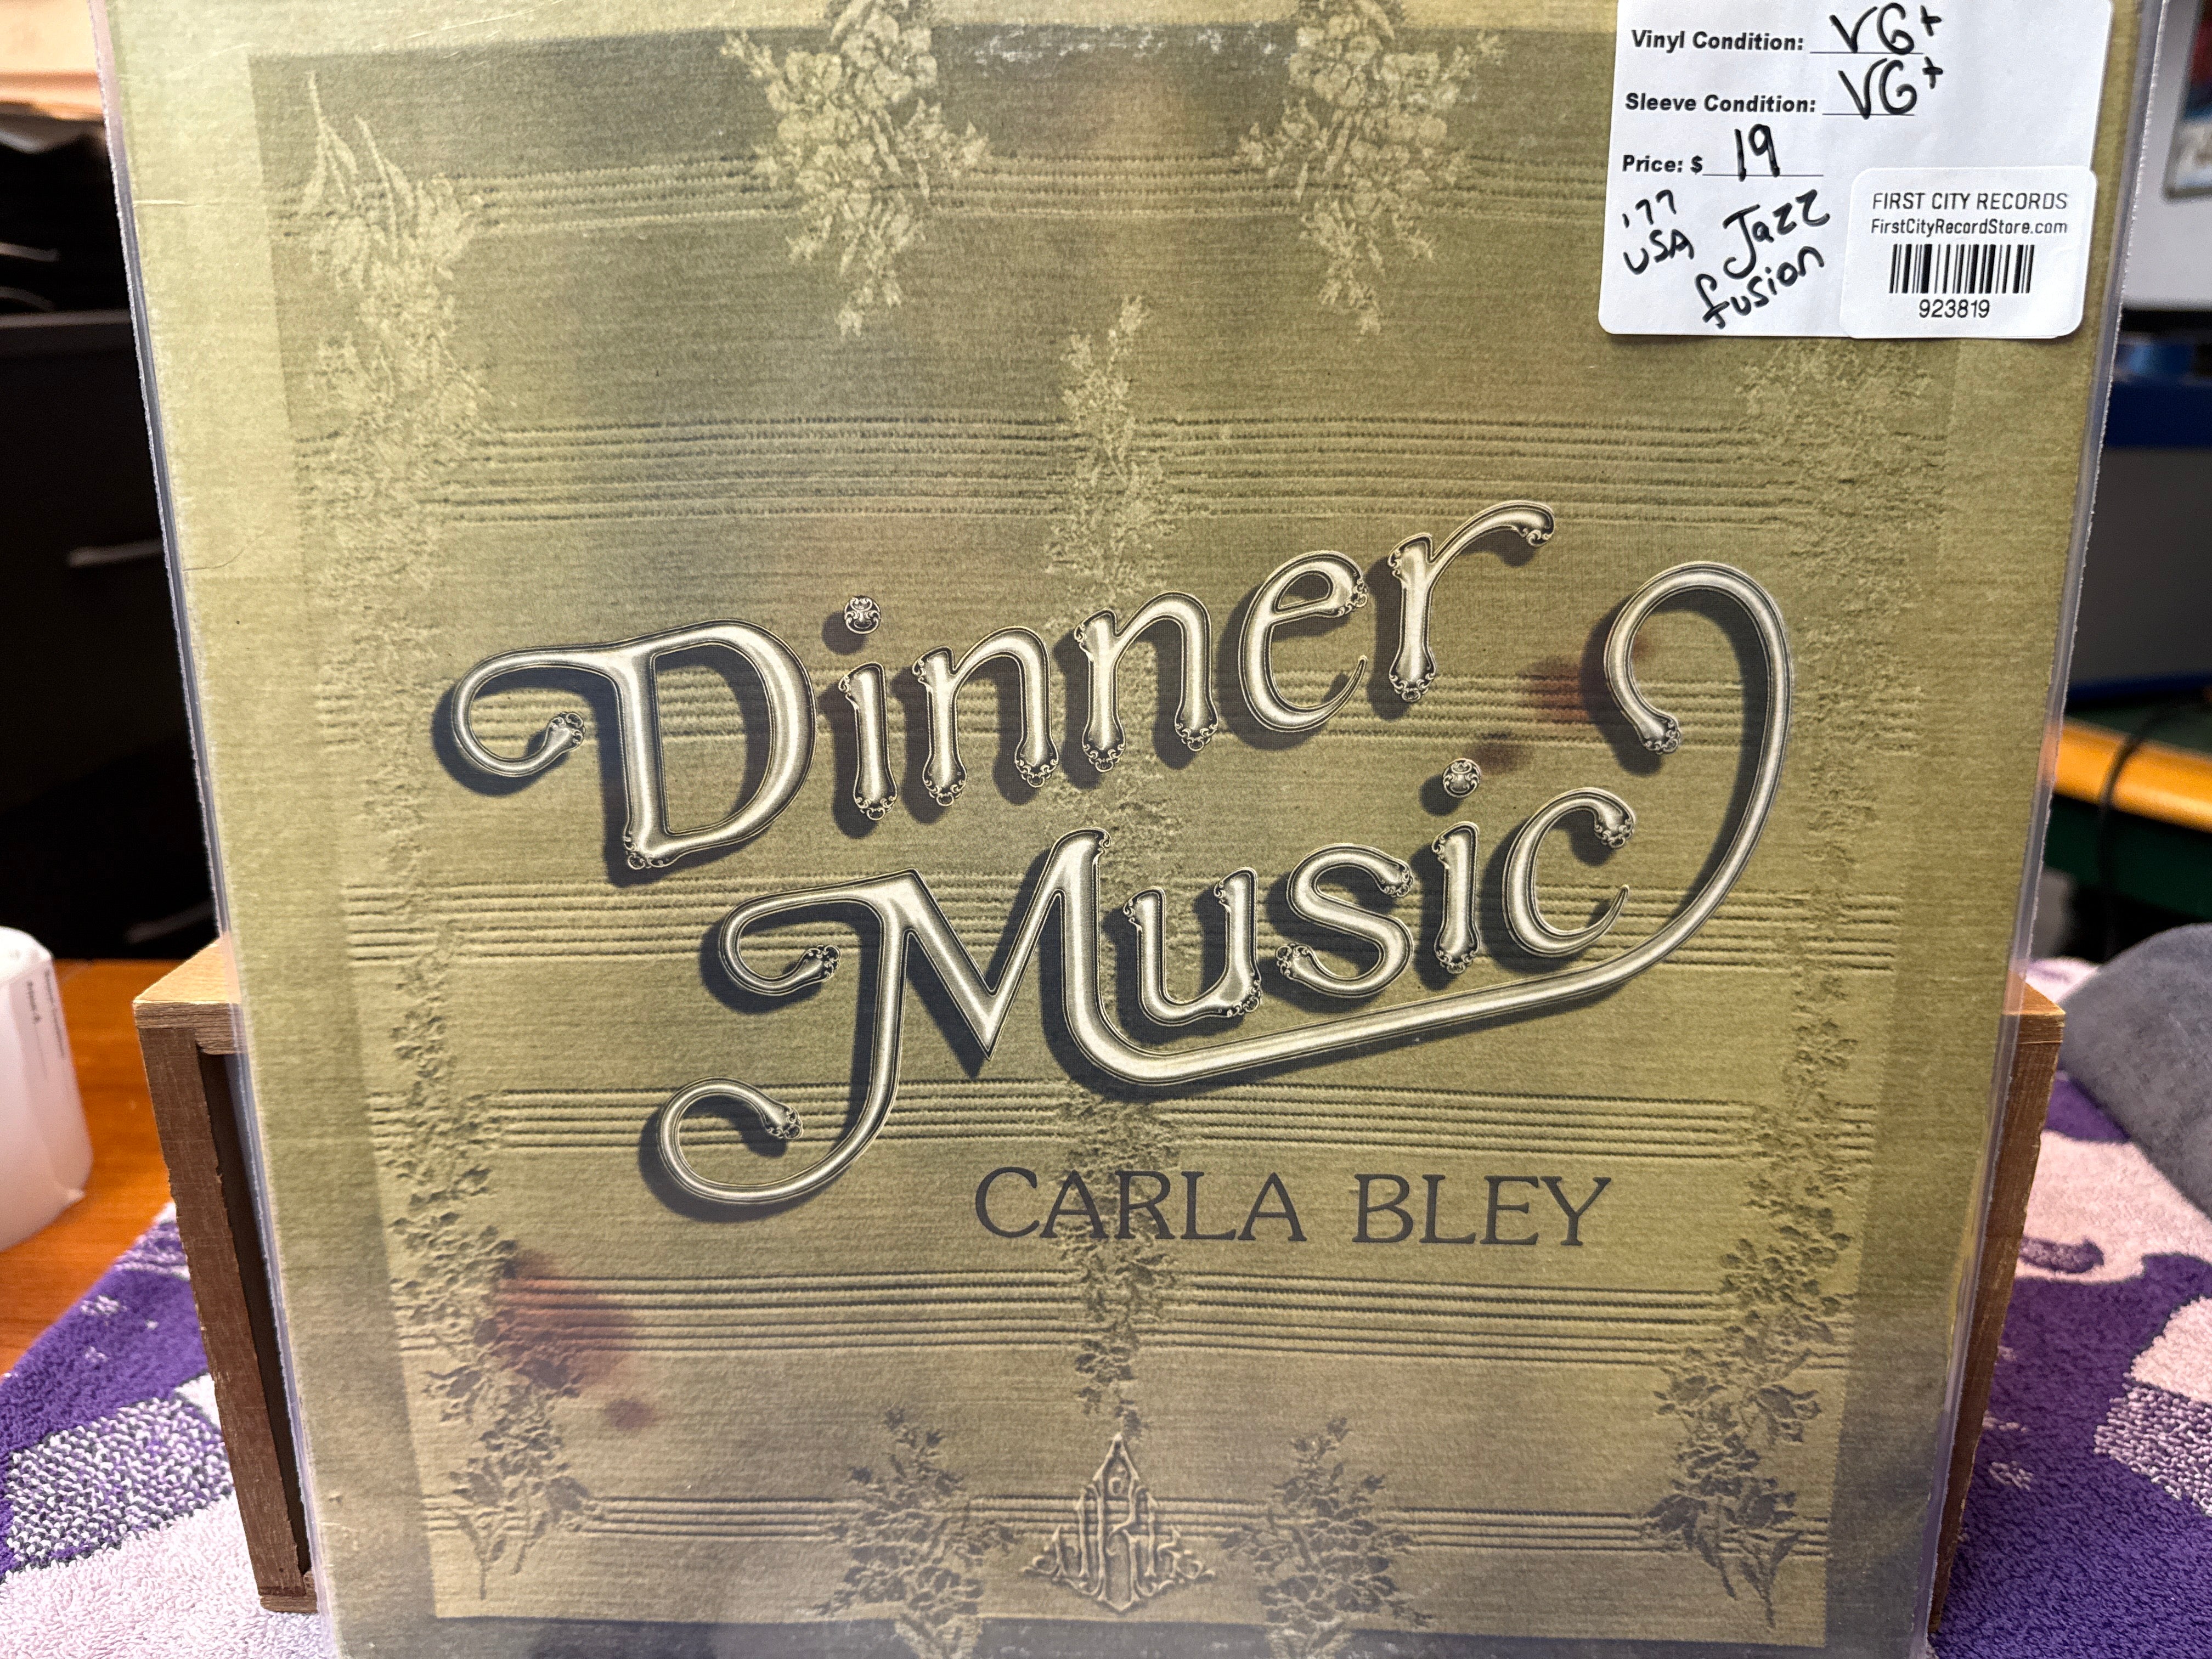 Vinyl Condition: VG+
Sleeve Condition: VG+
Price: $ 19
'77 USA Jazz fusion
FIRST CITY RECORDS
FirstCityRecordStore.com
923819
Dinner
Music
CARLA BLEY